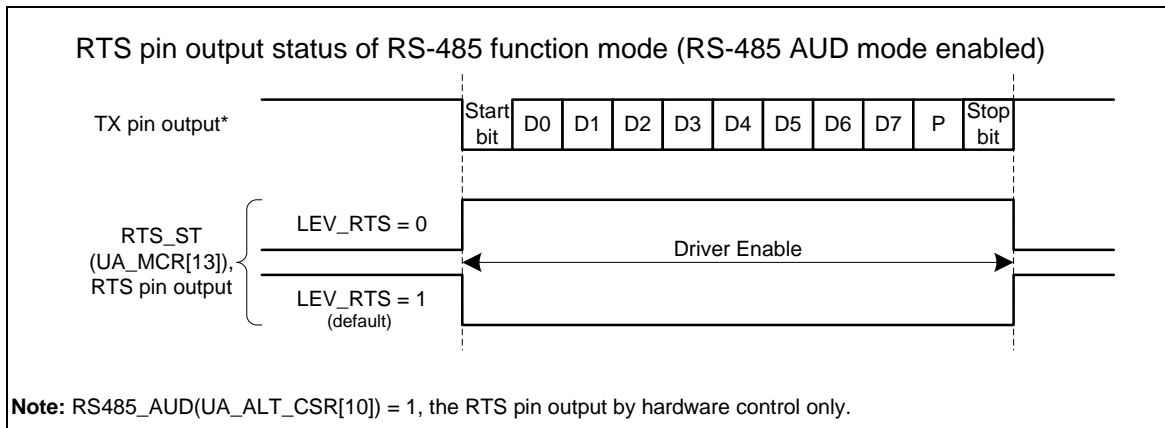 RTS pin output status of RS-485 function mode (RS-485 AUD mode enabled)
TX pin output*
Start bit
D0
D1
D2
D3
D4
D5
D6
D7
P
Stop bit
RTS_ST
(UA_MCR[13]),
RTS pin output
LEV_RTS = 0
Driver Enable
LEV_RTS = 1
(default)
Note: RS485_AUD(UA_ALT_CSR[10]) = 1, the RTS pin output by hardware control only.